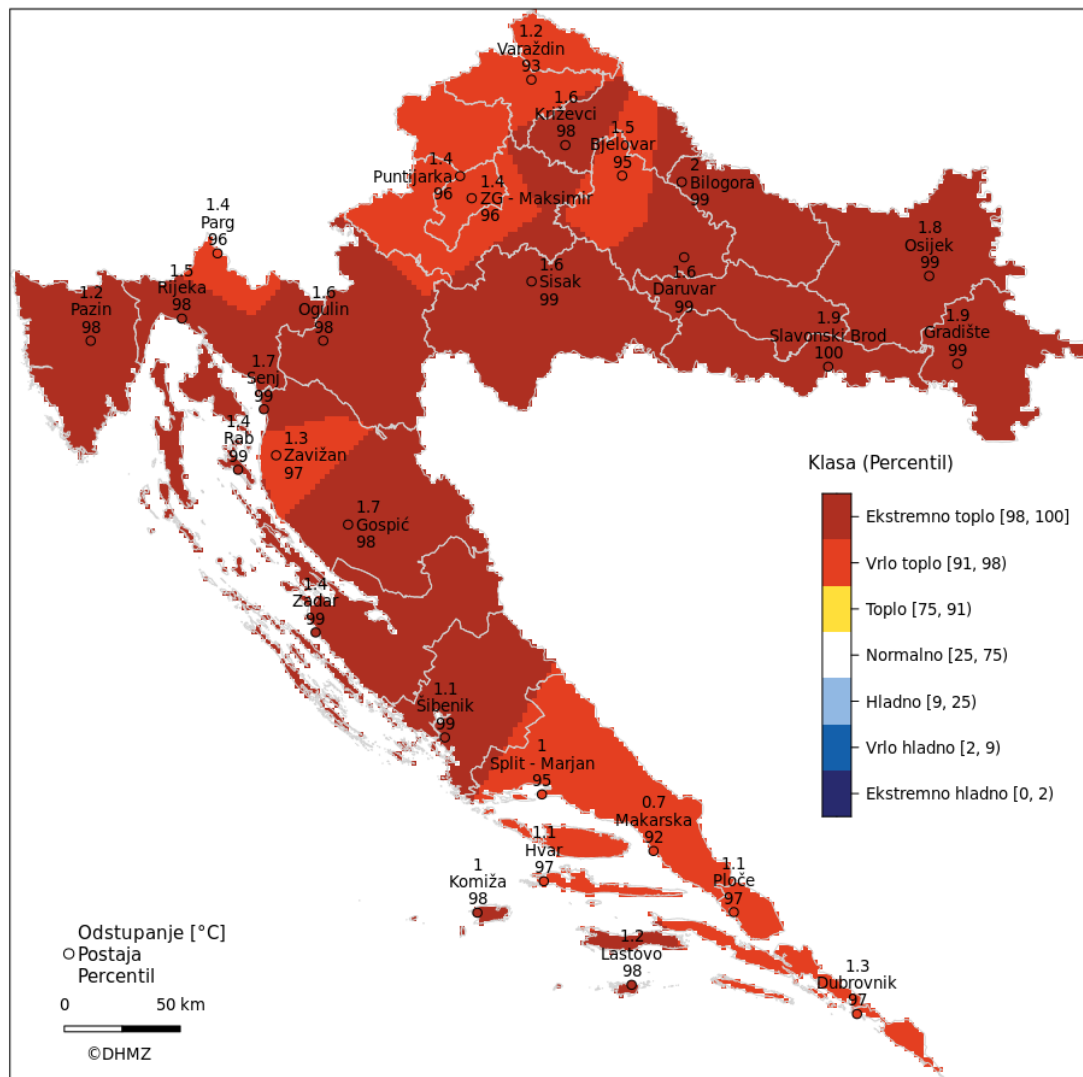 1.2
Varaždin
93
1.6
Križevci
98
1.5
Bjelovar
95
1.4
Puntijarka
96
1.4
ZG - Maksimir
96
2
Bilogora
99
1.4
Parg
96
1.8
Osijek
99
1.5
Rijeka
98
1.2
Pazin
98
1.6
Ogulin
98
1.6
Sisak
99
1.6
Daruvar
99
1.9
Slavonski Brod
100
1.9
Gradište
99
1.7
Senj
99
1.4
Rab
99
1.3
Zavižan
97
1.7
Gospić
98
1.4
Zadar
99
1.1
Šibenik
99
1
Split - Marjan
95
0.7
Makarska
92
1.1
Hvar
97
1
Komiža
98
1.1
Ploče
97
1.2
Lastovo
98
1.3
Dubrovnik
97
Klasa (Percentil)
Ekstremno toplo [98, 100]
Vrlo toplo [91, 98)
Toplo [75, 91)
Normalno [25, 75)
Hladno [9, 25)
Vrlo hladno [2, 9)
Ekstremno hladno [0, 2)
Odstupanje [°C]
Postaja
Percentil
0 50 km
©DHMZ